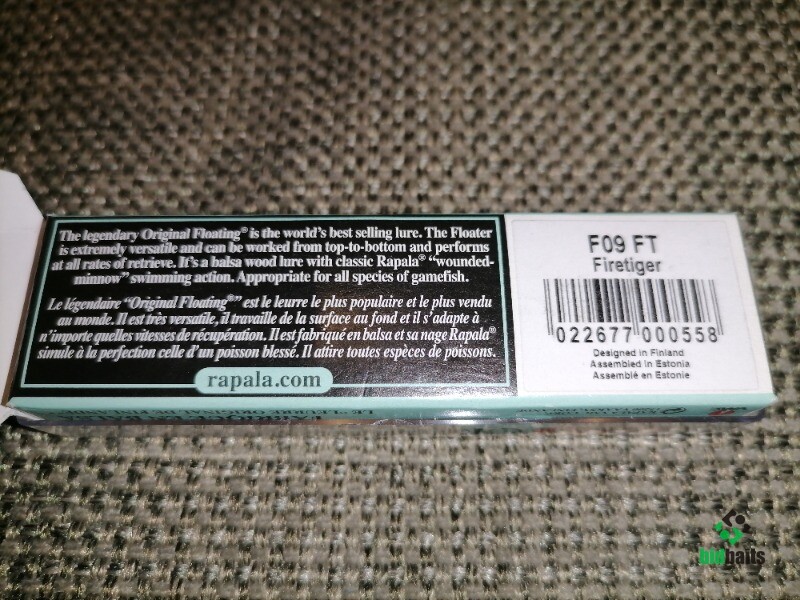 The legendary Original Floating® is the world's best selling lure. The Floater
is extremely versatile and can be worked from top-to-bottom and performs
at all rates of retrieve. It's a balsa wood lure with classic Rapala® "wounded-
minnow" swimming action. Appropriate for all species of gamefish.
Le légendaire "Original Floating®" est le leurre le plus populaire et le plus vendu
au monde. Il est très versatile, il travaille de la surface au fond et il s'adapte à
n'importe quelles vitesses de récupération. Il est fabriqué en balsa et sa nage Rapala®
simule à la perfection celle d'un poisson blessé. Il attire toutes espèces de poissons.
rapala.com
F09 FT
Firetiger
022677 000558
Designed in Finland
Assembled in Estonia
Assemblé en Estonie
bidbaits